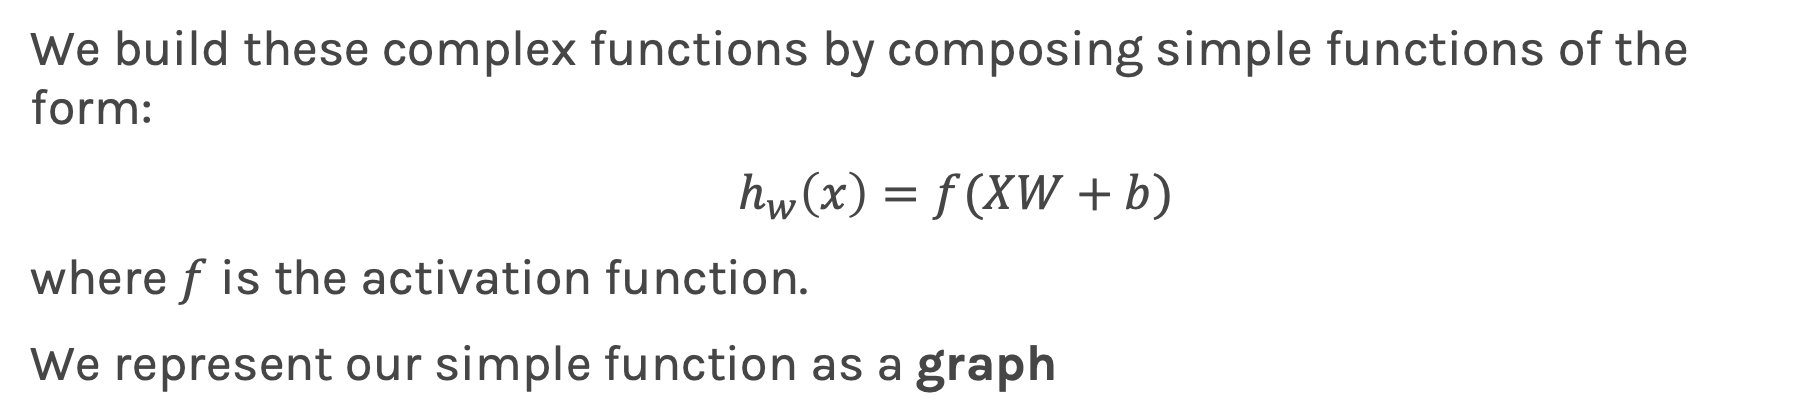 We build these complex functions by composing simple functions of the
form:
h_w(x) = f(XW + b)
where f is the activation function.
We represent our simple function as a graph